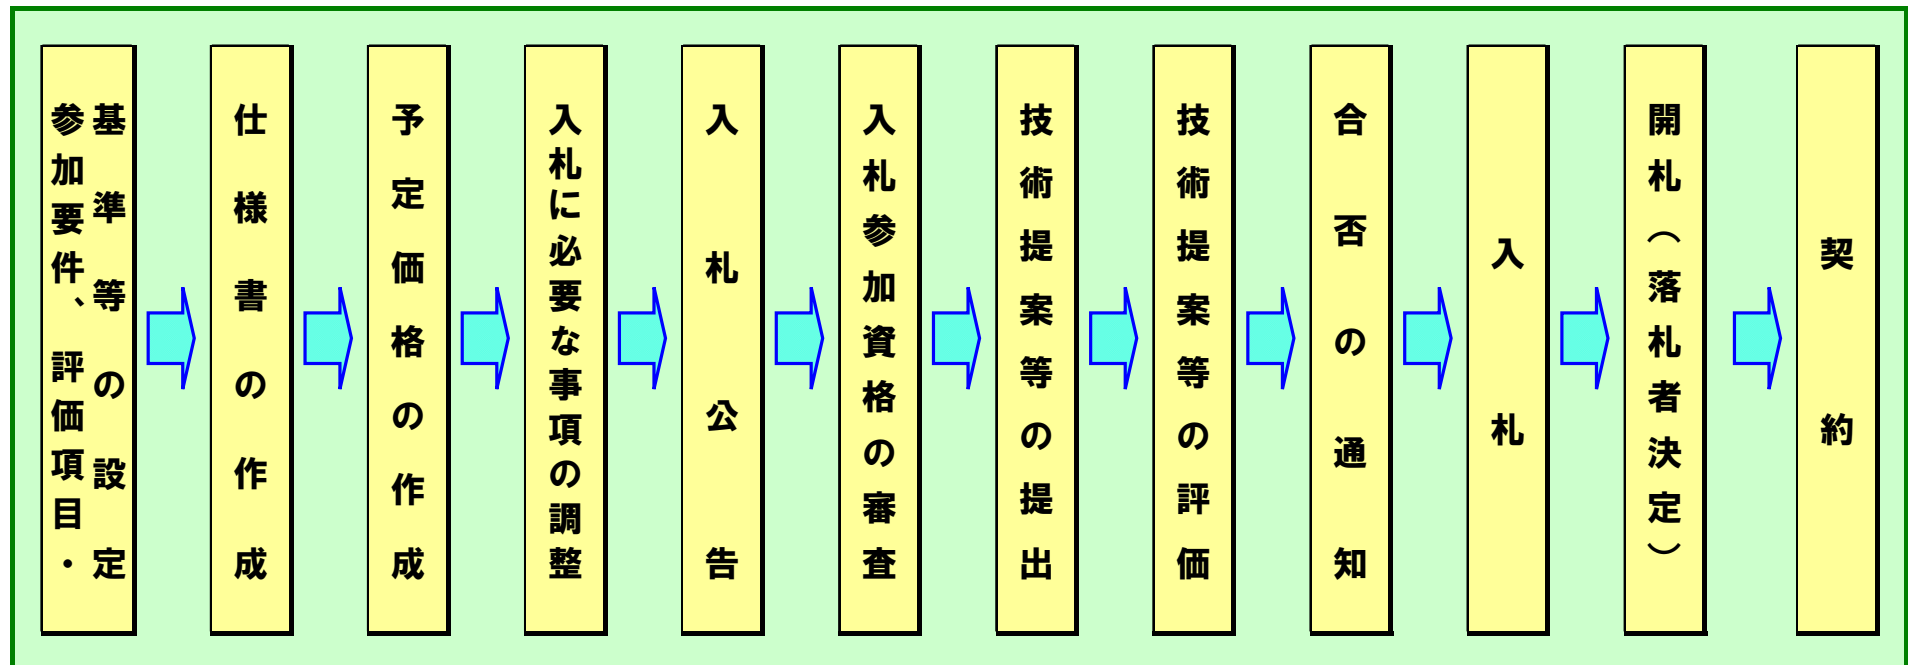 参加要件、評価項目・
基準等の設定
仕様書の作成
予定価格の作成
入札に必要な事項の調整
入札公告
入札参加資格の審査
技術提案等の提出
技術提案等の評価
合否の通知
入札
開札（落札者決定）
契約